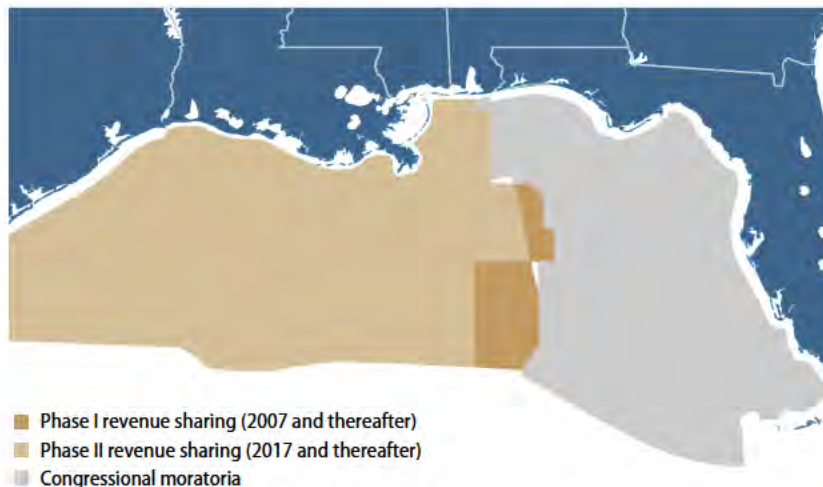 Phase I revenue sharing (2007 and thereafter)
Phase II revenue sharing (2017 and thereafter)
Congressional moratoria